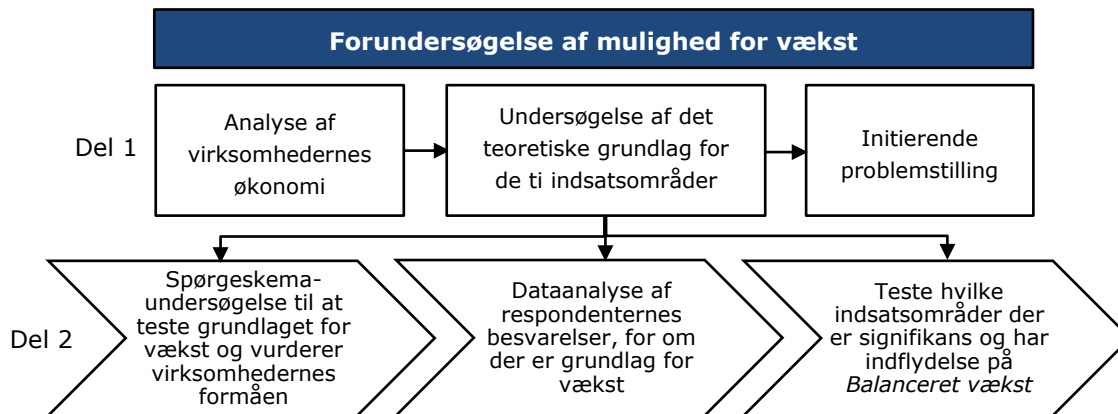 Forundersøgelse af mulighed for vækst
Del 1
Analyse af
virksomhedernes
økonomi
Undersøgelse af det
teoretiske grundlag for
de ti indsatsområder
Initierende
problemstilling
Del 2
Spørgeskema-
undersøgelse til at
teste grundlaget for
vækst og vurderer
virksomhedernes
formåen
Dataanalyse af
respondenternes
besvarelser, for om
der er grundlag for
vækst
Teste hvilke
indsatsområder der
er signifikans og har
indflydelse på
Balanceret vækst